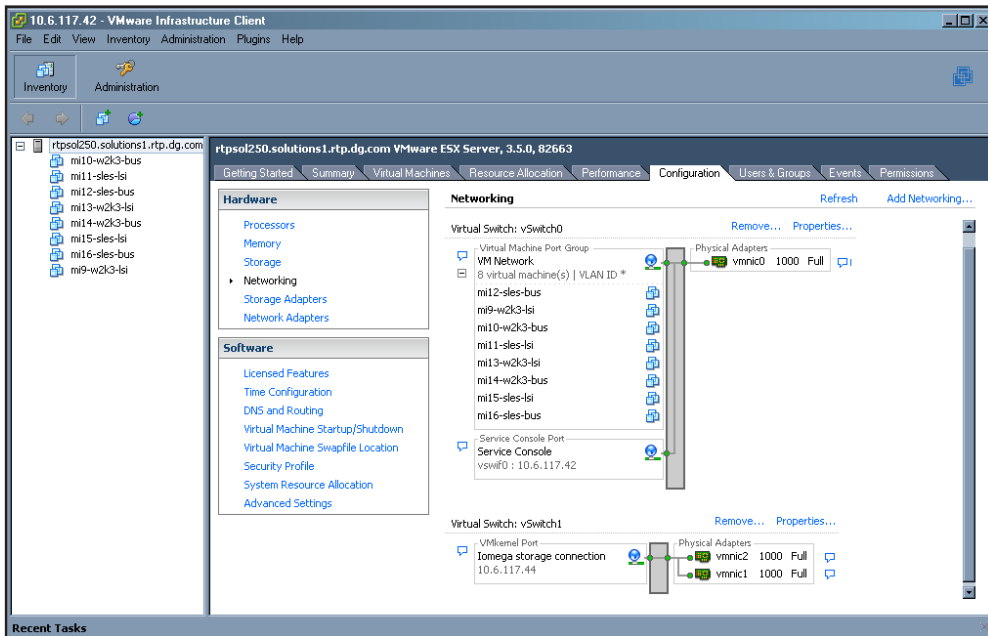 10.6.117.42 - VMware Infrastructure Client
File Edit View Inventory Administration Plugins Help
Inventory Administration
rtpsol250.solutions1.rtp.dg.com
mi10-w2k3-bus
mi11-sles-lsi
mi12-sles-bus
mi13-w2k3-lsi
mi14-w2k3-bus
mi15-sles-lsi
mi16-sles-bus
mi9-w2k3-lsi
rtpsol250.solutions1.rtp.dg.com VMware ESX Server, 3.5.0, 82663
Getting Started Summary Virtual Machines Resource Allocation Performance Configuration Users & Groups Events Permissions
Hardware
Processors
Memory
Storage
Networking
Storage Adapters
Network Adapters
Software
Licensed Features
Time Configuration
DNS and Routing
Virtual Machine Startup/Shutdown
Virtual Machine Swapfile Location
Security Profile
System Resource Allocation
Advanced Settings
Networking Refresh Add Networking...
Virtual Switch: vSwitch0 Remove... Properties...
Virtual Machine Port Group
VM Network
8 virtual machine(s) | VLAN ID *
mi12-sles-bus
mi9-w2k3-lsi
mi10-w2k3-bus
mi11-sles-lsi
mi13-w2k3-lsi
mi14-w2k3-bus
mi15-sles-lsi
mi16-sles-bus
Physical Adapters
vmnic0 1000 Full
Service Console Port
Service Console
vswif0 : 10.6.117.42
Virtual Switch: vSwitch1 Remove... Properties...
VMkernel Port
Iomega storage connection
10.6.117.44
Physical Adapters
vmnic2 1000 Full
vmnic1 1000 Full
Recent Tasks